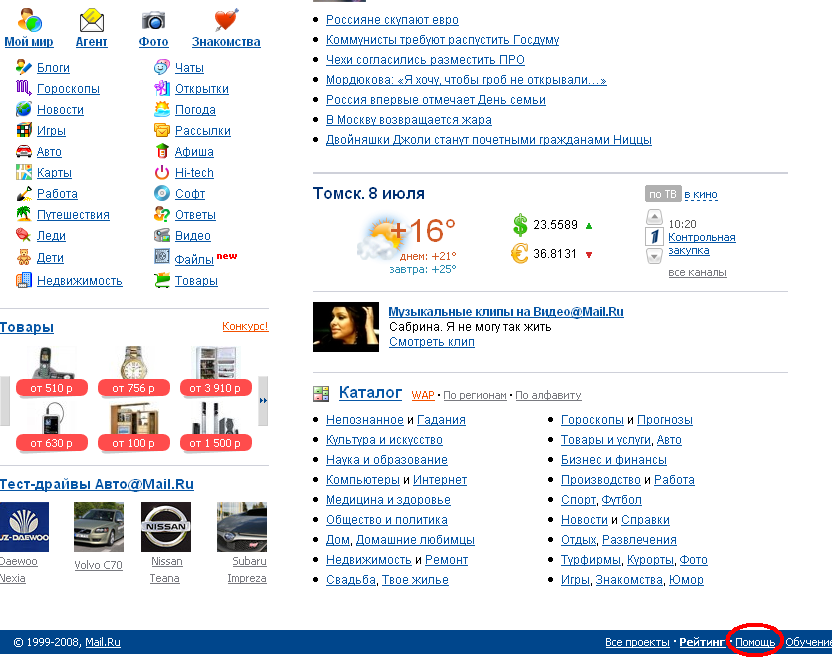 Мой мир Агент Фото Знакомства
Блоги Чаты
Гороскопы Открытки
Новости Погода
Игры Рассылки
Авто Афиша
Карты Hi-tech
Работа Софт
Путешествия Ответы
Леди Видео
Дети Файлы new
Недвижимость Товары
Товары Конкурс!
от 510 р от 756 р от 3 910 р
от 630 р от 100 р от 1 500 р
Тест-драйвы Авто@Mail.Ru
UZ-DAEWOO NISSAN
Daewoo Nexia
Volvo C70
Nissan Teana
Subaru Impreza
Россияне скупают евро
Коммунисты требуют распустить Госдуму
Чехи согласились разместить ПРО
Мордюкова: «Я хочу, чтобы гроб не открывали...»
Россия впервые отмечает День семьи
В Москву возвращается жара
Двойняшки Джоли станут почетными гражданами Ниццы
Томск. 8 июля
+16°
днем: +21°
завтра: +25°
$ 23.5589
€ 36.8131
по ТВ в кино
10:20
1 Контрольная
закупка
все каналы
Музыкальные клипы на Видео@Mail.Ru
Сабрина. Я не могу так жить
Смотреть клип
Каталог WAP · По регионам · По алфавиту
Непознанное и Гадания
Культура и искусство
Наука и образование
Компьютеры и Интернет
Медицина и здоровье
Общество и политика
Дом, Домашние любимцы
Недвижимость и Ремонт
Свадьба, Твое жилье
Гороскопы и Прогнозы
Товары и услуги, Авто
Бизнес и финансы
Производство и Работа
Спорт, Футбол
Новости и Справки
Отдых, Развлечения
Турфирмы, Курорты, Фото
Игры, Знакомства, Юмор
© 1999-2008, Mail.Ru Все проекты · Рейтинг · Помощь Обучение